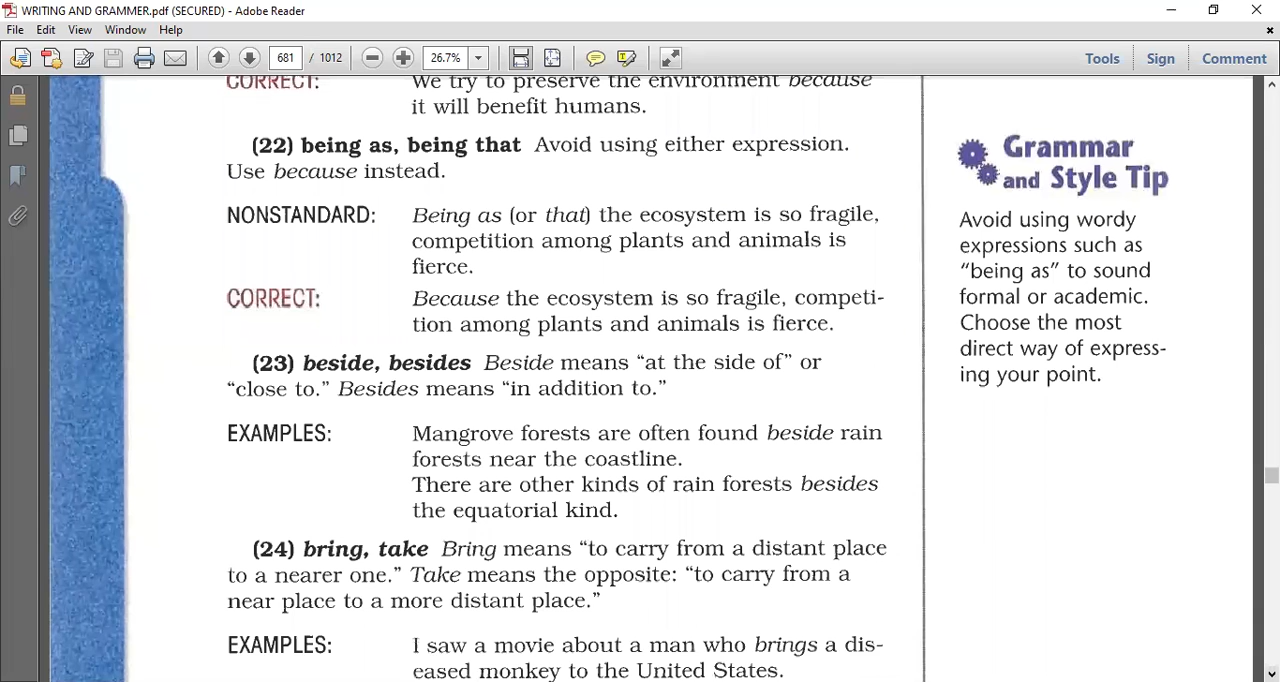 WRITING AND GRAMMER.pdf (SECURED) - Adobe Reader
File Edit View Window Help
681 / 1012 26.7% Tools Sign Comment
CORRECT: We try to preserve the environment because
it will benefit humans.
(22) being as, being that Avoid using either expression.
Use because instead.
NONSTANDARD: Being as (or that) the ecosystem is so fragile,
competition among plants and animals is
fierce.
CORRECT: Because the ecosystem is so fragile, competi-
tion among plants and animals is fierce.
(23) beside, besides Beside means “at the side of” or
“close to.” Besides means “in addition to.”
EXAMPLES: Mangrove forests are often found beside rain
forests near the coastline.
There are other kinds of rain forests besides
the equatorial kind.
(24) bring, take Bring means “to carry from a distant place
to a nearer one.” Take means the opposite: “to carry from a
near place to a more distant place.”
EXAMPLES: I saw a movie about a man who brings a dis-
eased monkey to the United States.
Grammar
and Style Tip
Avoid using wordy
expressions such as
“being as” to sound
formal or academic.
Choose the most
direct way of express-
ing your point.